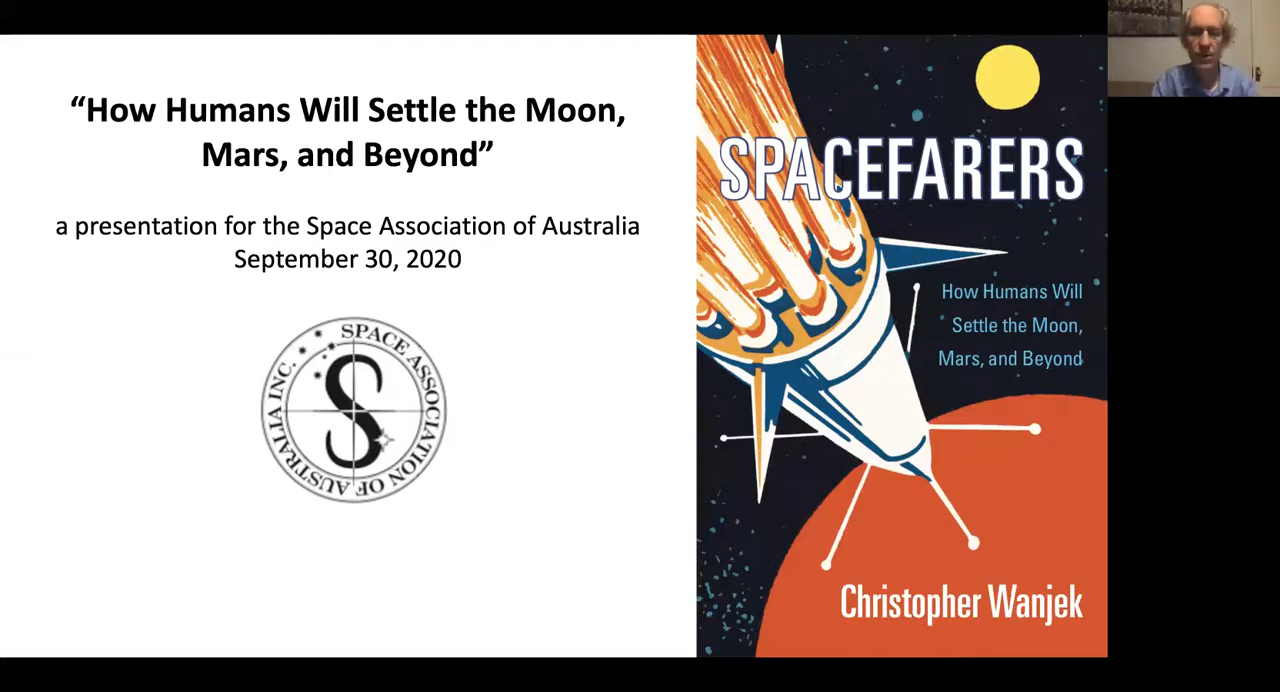 “How Humans Will Settle the Moon,
Mars, and Beyond”
a presentation for the Space Association of Australia
September 30, 2020
SPACE ASSOCIATION OF AUSTRALIA INC.
S
SPACEFARERS
How Humans Will
Settle the Moon,
Mars, and Beyond
Christopher Wanjek